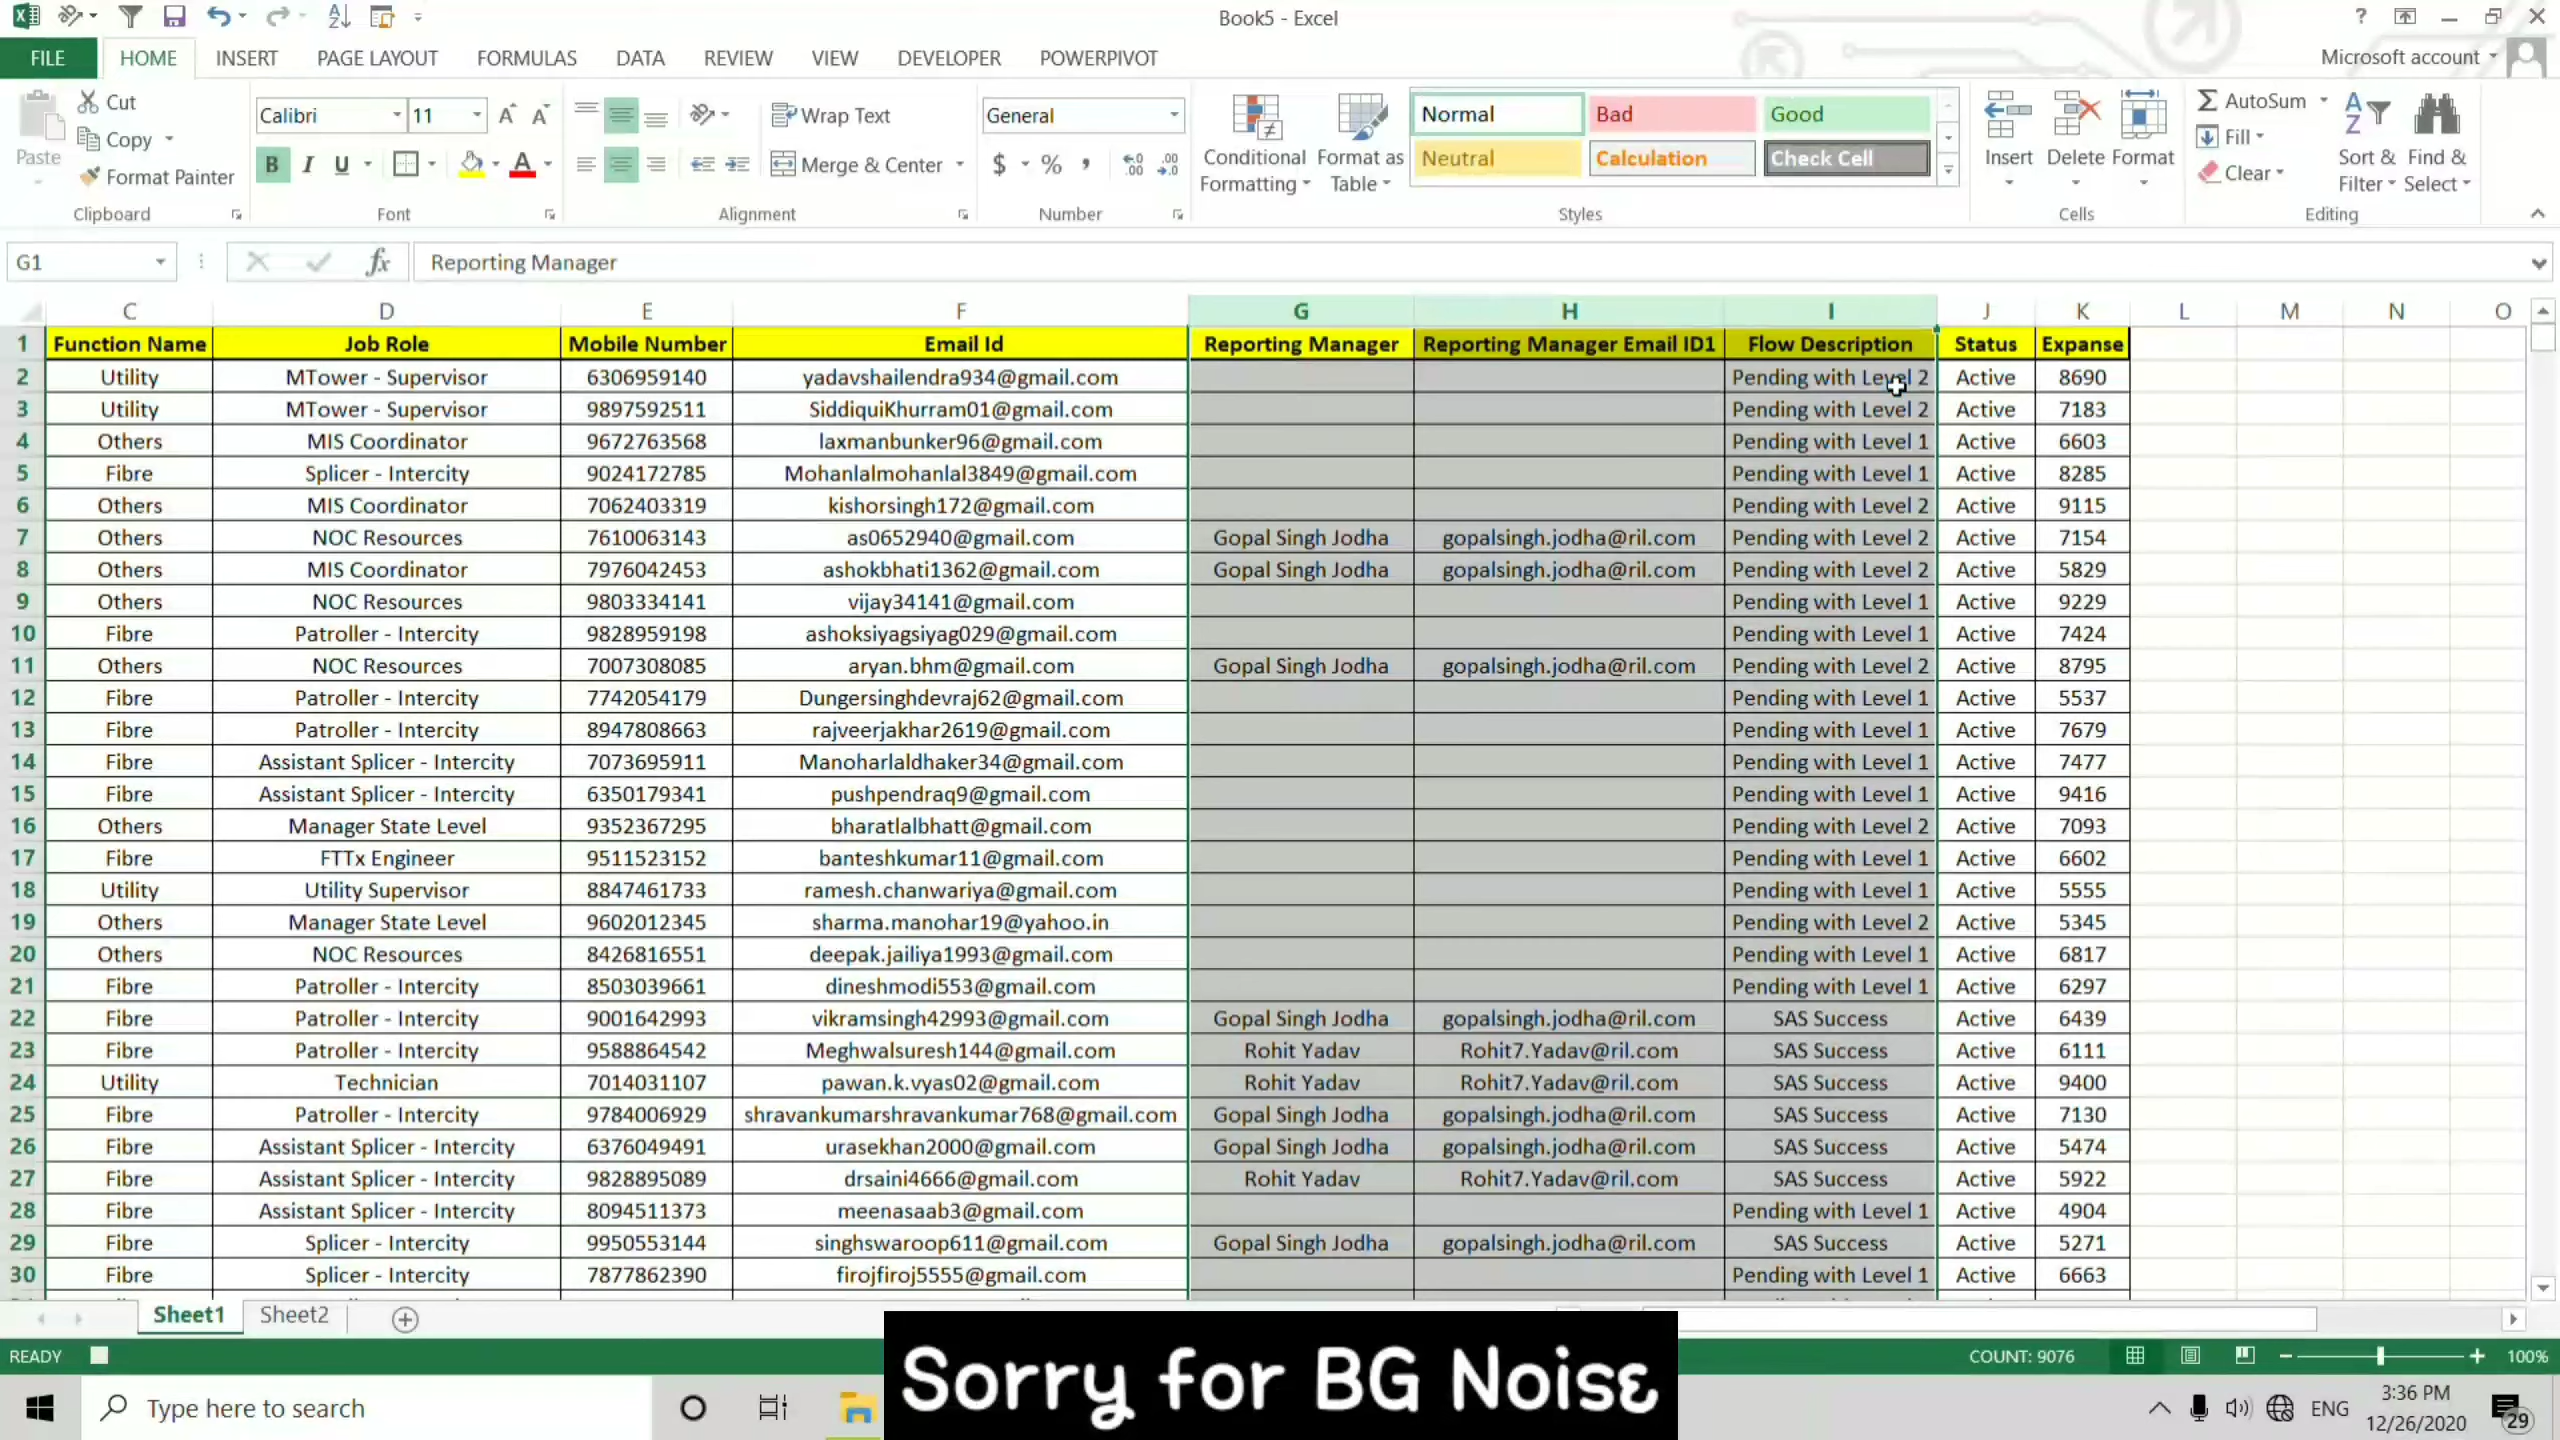 Book5 - Excel
FILE HOME INSERT PAGE LAYOUT FORMULAS DATA REVIEW VIEW DEVELOPER POWERPIVOT Microsoft account
Paste Cut Copy Format Painter Clipboard
Calibri 11 B I U A Font
Wrap Text Merge & Center Alignment
General $ % , Number
Conditional Formatting Format as Table
Normal Bad Good
Neutral Calculation Check Cell Styles
Insert Delete Format Cells
AutoSum Fill Clear Sort & Filter Find & Select Editing
G1 fx Reporting Manager
C D E F G H I J K L M N O
1 Function Name Job Role Mobile Number Email Id Reporting Manager Reporting Manager Email ID1 Flow Description Status Expanse
2 Utility MTower - Supervisor 6306959140 yadavshailendra934@gmail.com Pending with Level 2 Active 8690
3 Utility MTower - Supervisor 9897592511 SiddiquiKhurram01@gmail.com Pending with Level 2 Active 7183
4 Others MIS Coordinator 9672763568 laxmanbunker96@gmail.com Pending with Level 1 Active 6603
5 Fibre Splicer - Intercity 9024172785 Mohanlalmohanlal3849@gmail.com Pending with Level 1 Active 8285
6 Others MIS Coordinator 7062403319 kishorsingh172@gmail.com Pending with Level 2 Active 9115
7 Others NOC Resources 7610063143 as0652940@gmail.com Gopal Singh Jodha gopalsingh.jodha@ril.com Pending with Level 2 Active 7154
8 Others MIS Coordinator 7976042453 ashokbhati1362@gmail.com Gopal Singh Jodha gopalsingh.jodha@ril.com Pending with Level 2 Active 5829
9 Others NOC Resources 9803334141 vijay34141@gmail.com Pending with Level 1 Active 9229
10 Fibre Patroller - Intercity 9828959198 ashoksiyagsiyag029@gmail.com Pending with Level 1 Active 7424
11 Others NOC Resources 7007308085 aryan.bhm@gmail.com Gopal Singh Jodha gopalsingh.jodha@ril.com Pending with Level 2 Active 8795
12 Fibre Patroller - Intercity 7742054179 Dungersinghdevraj62@gmail.com Pending with Level 1 Active 5537
13 Fibre Patroller - Intercity 8947808663 rajveerjakhar2619@gmail.com Pending with Level 1 Active 7679
14 Fibre Assistant Splicer - Intercity 7073695911 Manoharlaldhaker34@gmail.com Pending with Level 1 Active 7477
15 Fibre Assistant Splicer - Intercity 6350179341 pushpendraq9@gmail.com Pending with Level 1 Active 9416
16 Others Manager State Level 9352367295 bharatlalbhatt@gmail.com Pending with Level 2 Active 7093
17 Fibre FTTx Engineer 9511523152 banteshkumar11@gmail.com Pending with Level 1 Active 6602
18 Utility Utility Supervisor 8847461733 ramesh.chanwariya@gmail.com Pending with Level 1 Active 5555
19 Others Manager State Level 9602012345 sharma.manohar19@yahoo.in Pending with Level 2 Active 5345
20 Others NOC Resources 8426816551 deepak.jailiya1993@gmail.com Pending with Level 1 Active 6817
21 Fibre Patroller - Intercity 8503039661 dineshmodi553@gmail.com Pending with Level 1 Active 6297
22 Fibre Patroller - Intercity 9001642993 vikramsingh42993@gmail.com Gopal Singh Jodha gopalsingh.jodha@ril.com SAS Success Active 6439
23 Fibre Patroller - Intercity 9588864542 Meghwalsuresh144@gmail.com Rohit Yadav Rohit7.Yadav@ril.com SAS Success Active 6111
24 Utility Technician 7014031107 pawan.k.vyas02@gmail.com Rohit Yadav Rohit7.Yadav@ril.com SAS Success Active 9400
25 Fibre Patroller - Intercity 9784006929 shravankumarshravankumar768@gmail.com Gopal Singh Jodha gopalsingh.jodha@ril.com SAS Success Active 7130
26 Fibre Assistant Splicer - Intercity 6376049491 urasekhan2000@gmail.com Gopal Singh Jodha gopalsingh.jodha@ril.com SAS Success Active 5474
27 Fibre Assistant Splicer - Intercity 9828895089 drsaini4666@gmail.com Rohit Yadav Rohit7.Yadav@ril.com SAS Success Active 5922
28 Fibre Assistant Splicer - Intercity 8094511373 meenasaab3@gmail.com Pending with Level 1 Active 4904
29 Fibre Splicer - Intercity 9950553144 singhswaroop611@gmail.com Gopal Singh Jodha gopalsingh.jodha@ril.com SAS Success Active 5271
30 Fibre Splicer - Intercity 7877862390 firojfiroj5555@gmail.com Pending with Level 1 Active 6663
Sheet1 Sheet2
READY COUNT: 9076 100%
Sorry for BG Noise
Type here to search ENG 3:36 PM
12/26/2020 29